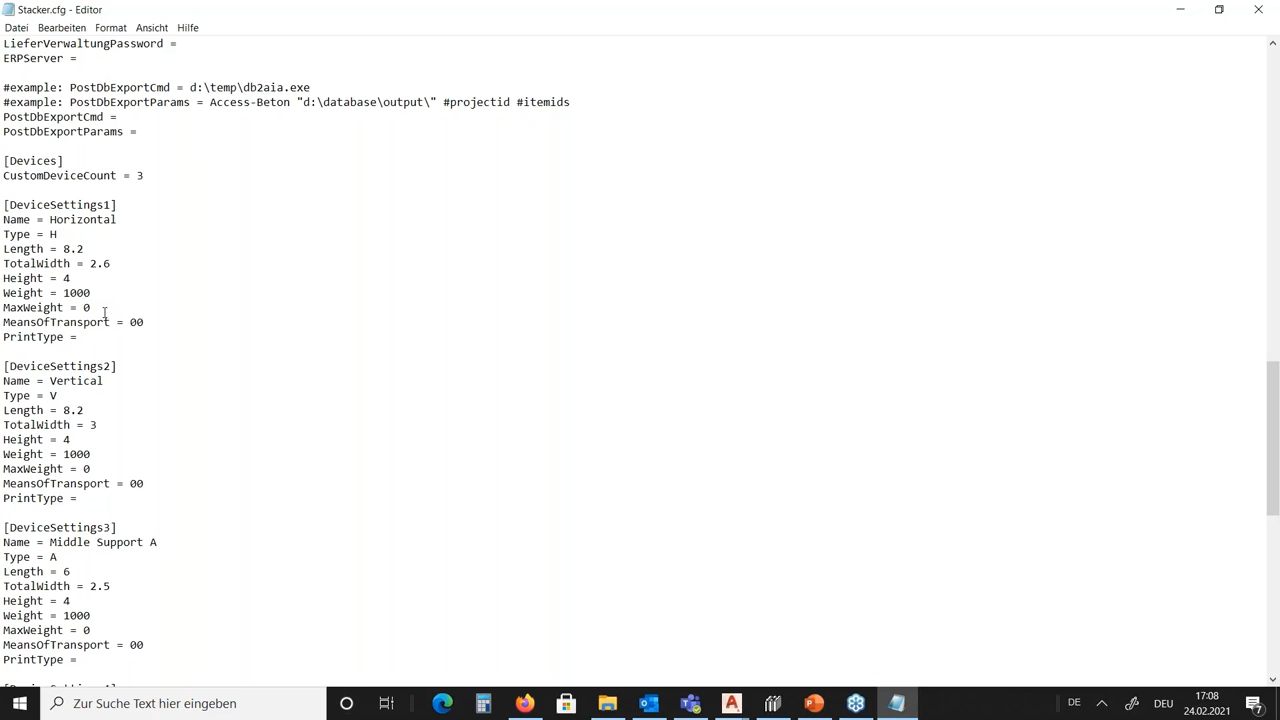 Stacker.cfg - Editor
Datei Bearbeiten Format Ansicht Hilfe
LieferVerwaltungPassword =
ERPServer =
#example: PostDbExportCmd = d:\temp\db2aia.exe
#example: PostDbExportParams = Access-Beton "d:\database\output\" #projectid #itemids
PostDbExportCmd =
PostDbExportParams =
[Devices]
CustomDeviceCount = 3
[DeviceSettings1]
Name = Horizontal
Type = H
Length = 8.2
TotalWidth = 2.6
Height = 4
Weight = 1000
MaxWeight = 0
MeansOfTransport = 00
PrintType =
[DeviceSettings2]
Name = Vertical
Type = V
Length = 8.2
TotalWidth = 3
Height = 4
Weight = 1000
MaxWeight = 0
MeansOfTransport = 00
PrintType =
[DeviceSettings3]
Name = Middle Support A
Type = A
Length = 6
TotalWidth = 2.5
Height = 4
Weight = 1000
MaxWeight = 0
MeansOfTransport = 00
PrintType =
Zur Suche Text hier eingeben
DE
DEU
17:08
24.02.2021
7